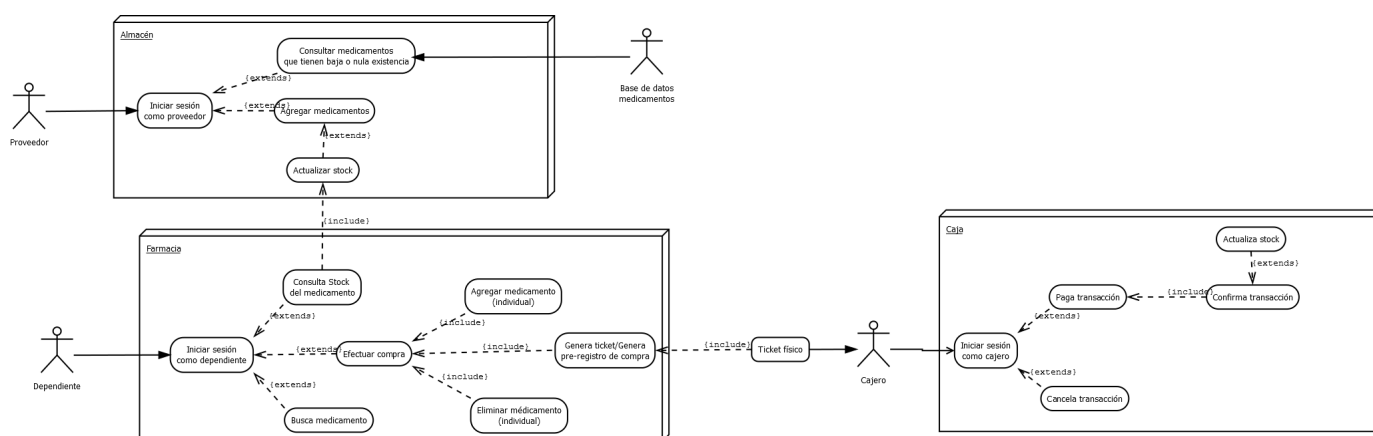 Almacén
Consultar medicamentos
que tienen baja o nula existencia
{extends}
Base de datos
medicamentos
Iniciar sesión
como proveedor
{extends}
Agregar medicamentos
Proveedor
{extends}
Actualizar stock
{include}
Farmacia
Consulta Stock
del medicamento
{extends}
Agregar medicamento
(individual)
{include}
Dependiente
Iniciar sesión
como dependiente
{extends}
Efectuar compra
{include}
Genera ticket/Genera
pre-registro de compra
{include}
Ticket físico
{extends}
{include}
Busca medicamento
Eliminar médicamento
(individual)
Cajero
Caja
Actualiza stock
{extends}
Paga transacción
{include}
Confirma transacción
{extends}
Iniciar sesión
como cajero
{extends}
Cancela transacción